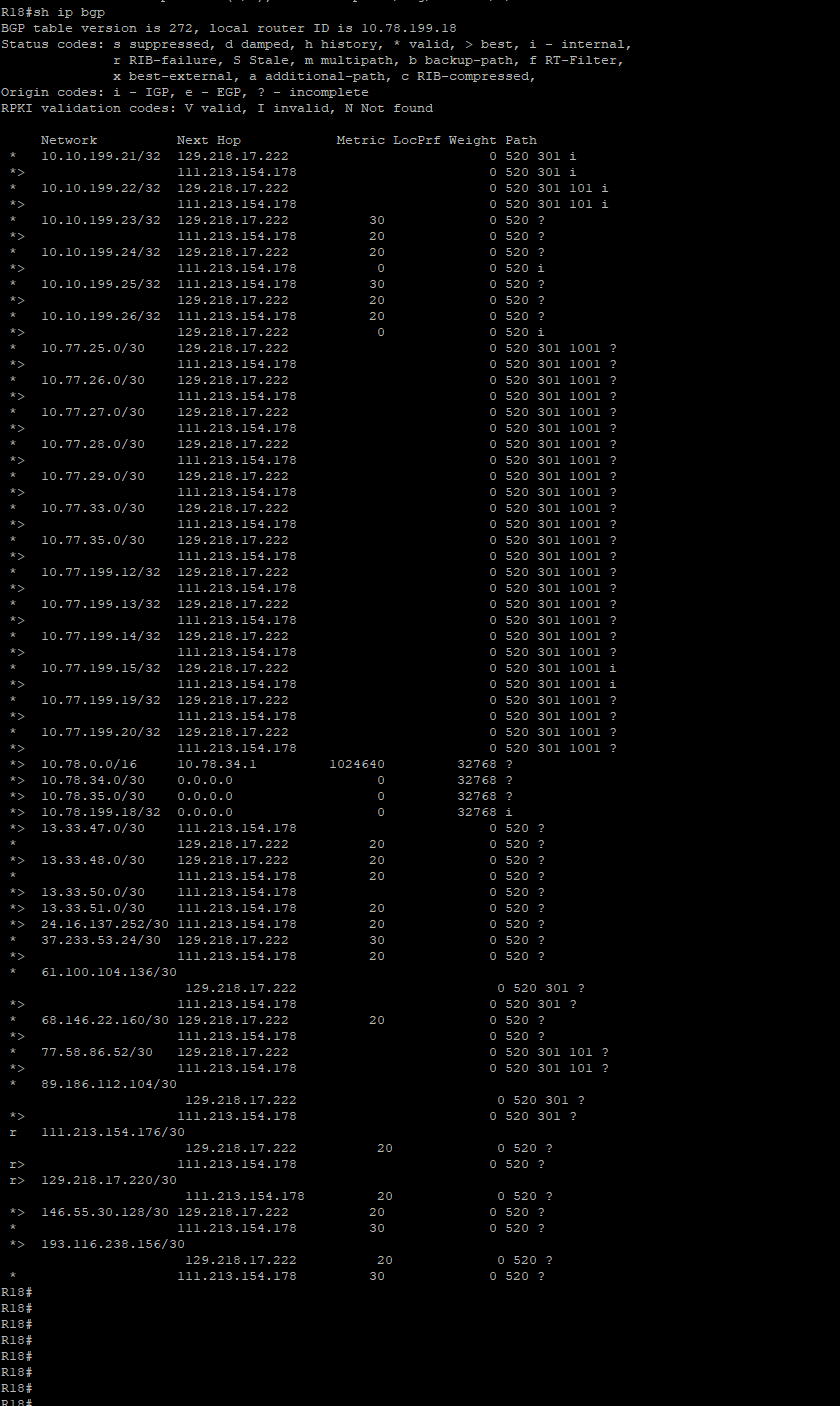 R18#sh ip bgp
BGP table version is 272, local router ID is 10.78.199.18
Status codes: s suppressed, d damped, h history, * valid, > best, i - internal,
              r RIB-failure, S Stale, m multipath, b backup-path, f RT-Filter,
              x best-external, a additional-path, c RIB-compressed,
Origin codes: i - IGP, e - EGP, ? - incomplete
RPKI validation codes: V valid, I invalid, N Not found
     Network          Next Hop            Metric LocPrf Weight Path
 *   10.10.199.21/32  129.218.17.222                         0 520 301 i
 *>                   111.213.154.178                        0 520 301 i
 *   10.10.199.22/32  129.218.17.222                         0 520 301 101 i
 *>                   111.213.154.178                        0 520 301 101 i
 *   10.10.199.23/32  129.218.17.222          30             0 520 ?
 *>                   111.213.154.178         20             0 520 ?
 *   10.10.199.24/32  129.218.17.222          20             0 520 ?
 *>                   111.213.154.178          0             0 520 i
 *   10.10.199.25/32  111.213.154.178         30             0 520 ?
 *>                   129.218.17.222          20             0 520 ?
 *   10.10.199.26/32  111.213.154.178         20             0 520 ?
 *>                   129.218.17.222           0             0 520 i
 *   10.77.25.0/30    129.218.17.222                         0 520 301 1001 ?
 *>                   111.213.154.178                        0 520 301 1001 ?
 *   10.77.26.0/30    129.218.17.222                         0 520 301 1001 ?
 *>                   111.213.154.178                        0 520 301 1001 ?
 *   10.77.27.0/30    129.218.17.222                         0 520 301 1001 ?
 *>                   111.213.154.178                        0 520 301 1001 ?
 *   10.77.28.0/30    129.218.17.222                         0 520 301 1001 ?
 *>                   111.213.154.178                        0 520 301 1001 ?
 *   10.77.29.0/30    129.218.17.222                         0 520 301 1001 ?
 *>                   111.213.154.178                        0 520 301 1001 ?
 *   10.77.33.0/30    129.218.17.222                         0 520 301 1001 ?
 *>                   111.213.154.178                        0 520 301 1001 ?
 *   10.77.35.0/30    129.218.17.222                         0 520 301 1001 ?
 *>                   111.213.154.178                        0 520 301 1001 ?
 *   10.77.199.12/32  129.218.17.222                         0 520 301 1001 ?
 *>                   111.213.154.178                        0 520 301 1001 ?
 *   10.77.199.13/32  129.218.17.222                         0 520 301 1001 ?
 *>                   111.213.154.178                        0 520 301 1001 ?
 *   10.77.199.14/32  129.218.17.222                         0 520 301 1001 ?
 *>                   111.213.154.178                        0 520 301 1001 ?
 *   10.77.199.15/32  129.218.17.222                         0 520 301 1001 i
 *>                   111.213.154.178                        0 520 301 1001 i
 *   10.77.199.19/32  129.218.17.222                         0 520 301 1001 ?
 *>                   111.213.154.178                        0 520 301 1001 ?
 *   10.77.199.20/32  129.218.17.222                         0 520 301 1001 ?
 *>                   111.213.154.178                        0 520 301 1001 ?
 *>  10.78.0.0/16     10.78.34.1         1024640         32768 ?
 *>  10.78.34.0/30    0.0.0.0                  0         32768 ?
 *>  10.78.35.0/30    0.0.0.0                  0         32768 ?
 *>  10.78.199.18/32  0.0.0.0                  0         32768 i
 *>  13.33.47.0/30    111.213.154.178                        0 520 ?
 *                    129.218.17.222          20             0 520 ?
 *>  13.33.48.0/30    129.218.17.222          20             0 520 ?
 *                    111.213.154.178         20             0 520 ?
 *>  13.33.50.0/30    111.213.154.178                        0 520 ?
 *>  13.33.51.0/30    111.213.154.178         20             0 520 ?
 *>  24.16.137.252/30 111.213.154.178         20             0 520 ?
 *   37.233.53.24/30  129.218.17.222          30             0 520 ?
 *>                   111.213.154.178         20             0 520 ?
 *   61.100.104.136/30
                       129.218.17.222                         0 520 301 ?
 *>                   111.213.154.178                        0 520 301 ?
 *   68.146.22.160/30 129.218.17.222          20             0 520 ?
 *>                   111.213.154.178                        0 520 ?
 *   77.58.86.52/30   129.218.17.222                         0 520 301 101 ?
 *>                   111.213.154.178                        0 520 301 101 ?
 *   89.186.112.104/30
                       129.218.17.222                         0 520 301 ?
 *>                   111.213.154.178                        0 520 301 ?
 r   111.213.154.176/30
                       129.218.17.222          20             0 520 ?
 r>                   111.213.154.178                        0 520 ?
 r>  129.218.17.220/30
                       111.213.154.178         20             0 520 ?
 *>  146.55.30.128/30 129.218.17.222          20             0 520 ?
 *                    111.213.154.178         30             0 520 ?
 *>  193.116.238.156/30
                       129.218.17.222          20             0 520 ?
 *                    111.213.154.178         30             0 520 ?
R18#
R18#
R18#
R18#
R18#
R18#
R18#
R18#